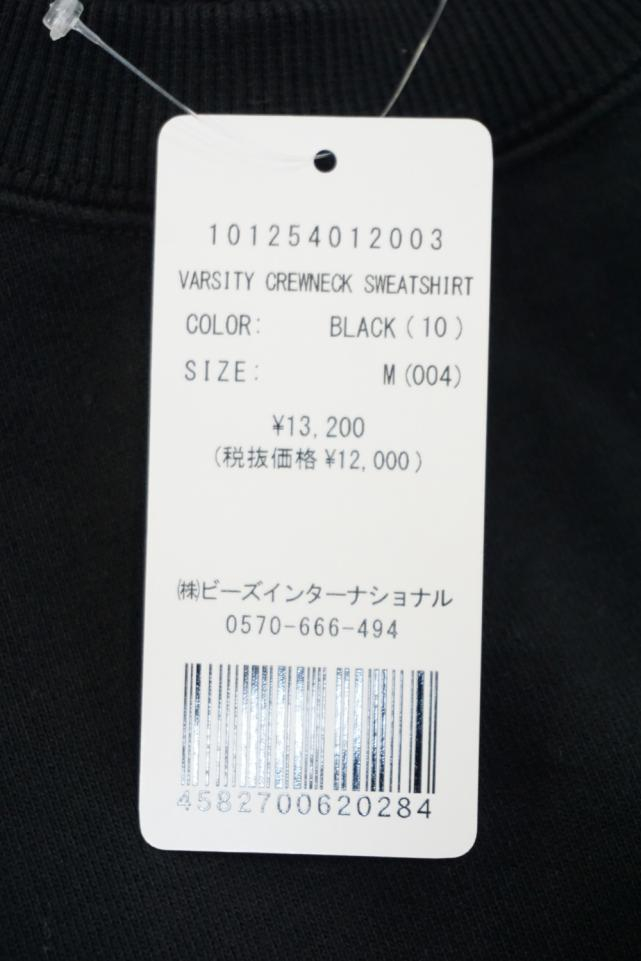 101254012003
VARSITY CREWNECK SWEATSHIRT
COLOR: BLACK(10)
SIZE: M(004)
¥13,200
(税抜価格¥12,000)
㈱ビーズインターナショナル
0570-666-494
4582700620284